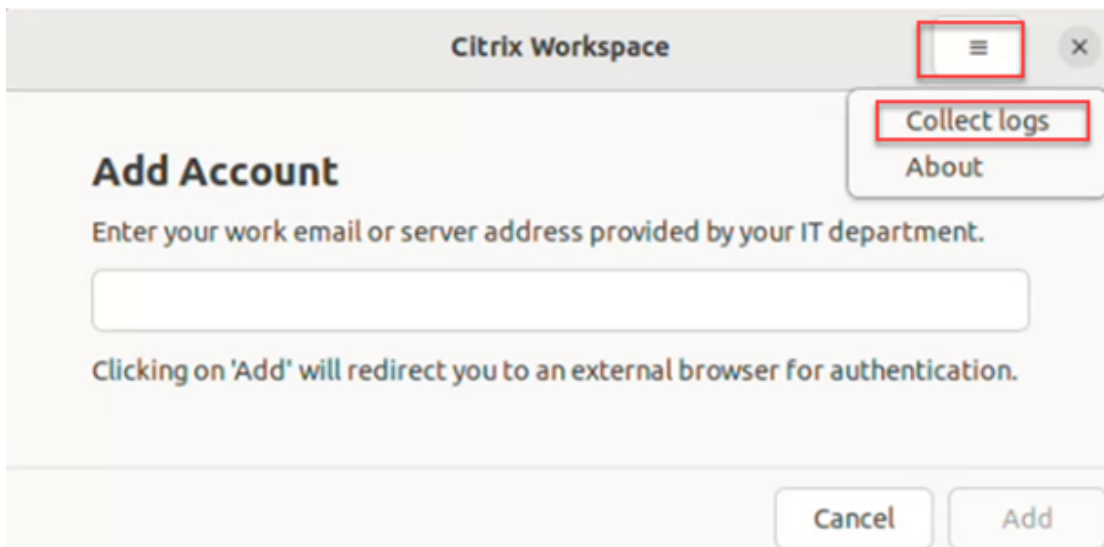 Citrix Workspace
Collect logs
About
Add Account
Enter your work email or server address provided by your IT department.
Clicking on 'Add' will redirect you to an external browser for authentication.
Cancel
Add